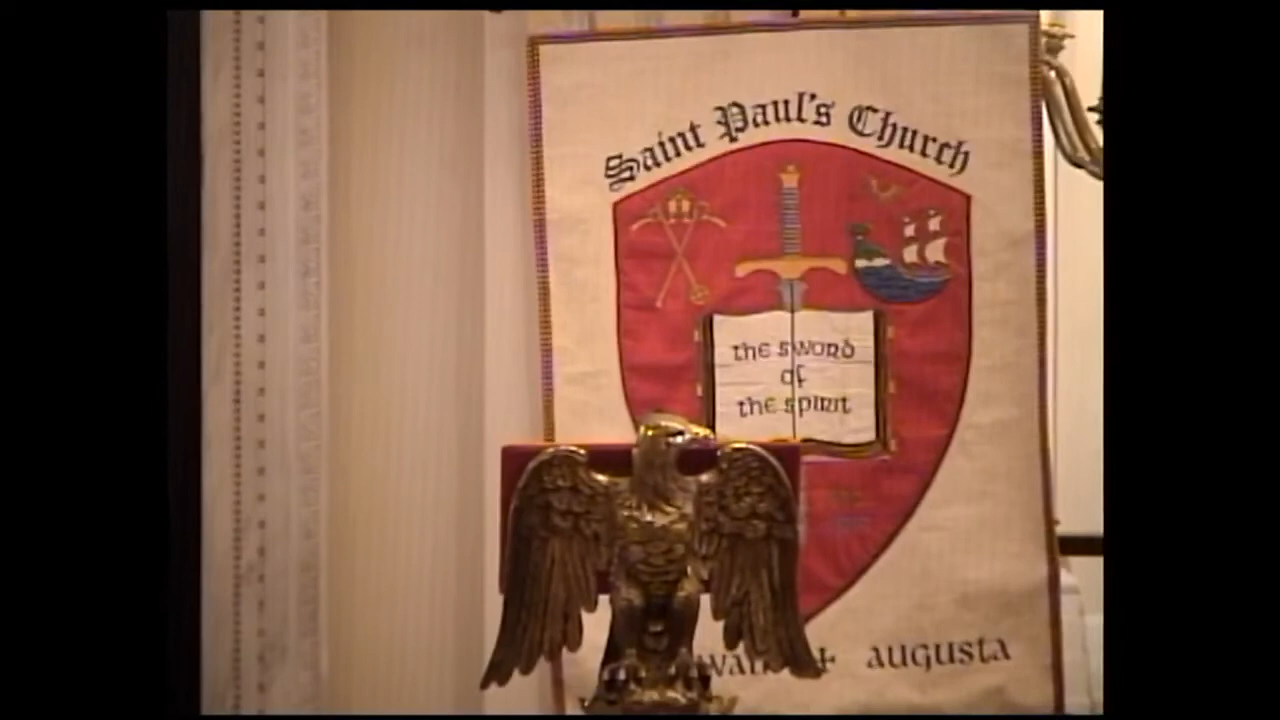 Saint Paul's Church
the sword
of
the spirit
augusta